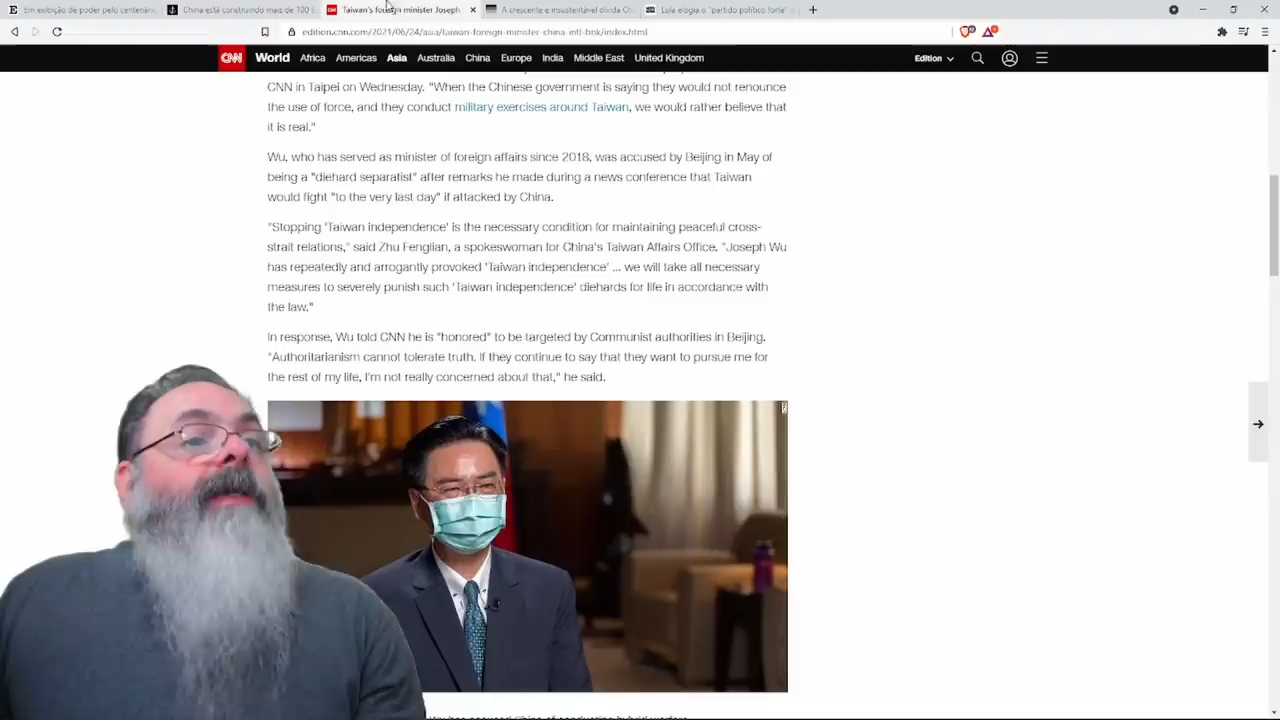 Em exibição de poder pelo centená
China está construindo mais de 100
Taiwan's foreign minister Joseph
A crescente e insustentável dívida Ch
Lula elogia o "partido político forte"
edition.cnn.com/2021/06/24/asia/taiwan-foreign-minister-china-intl-hnk/index.html
CNN World Africa Americas Asia Australia China Europe India Middle East United Kingdom Edition
CNN in Taipei on Wednesday. "When the Chinese government is saying they would not renounce
the use of force, and they conduct military exercises around Taiwan, we would rather believe that
it is real."
Wu, who has served as minister of foreign affairs since 2018, was accused by Beijing in May of
being a "diehard separatist" after remarks he made during a news conference that Taiwan
would fight "to the very last day" if attacked by China.
"Stopping 'Taiwan independence' is the necessary condition for maintaining peaceful cross-
strait relations," said Zhu Fenglian, a spokeswoman for China's Taiwan Affairs Office. "Joseph Wu
has repeatedly and arrogantly provoked 'Taiwan independence' ... we will take all necessary
measures to severely punish such 'Taiwan independence' diehards for life in accordance with
the law."
In response, Wu told CNN he is "honored" to be targeted by Communist authorities in Beijing.
"Authoritarianism cannot tolerate truth. If they continue to say that they want to pursue me for
the rest of my life, I'm not really concerned about that," he said.